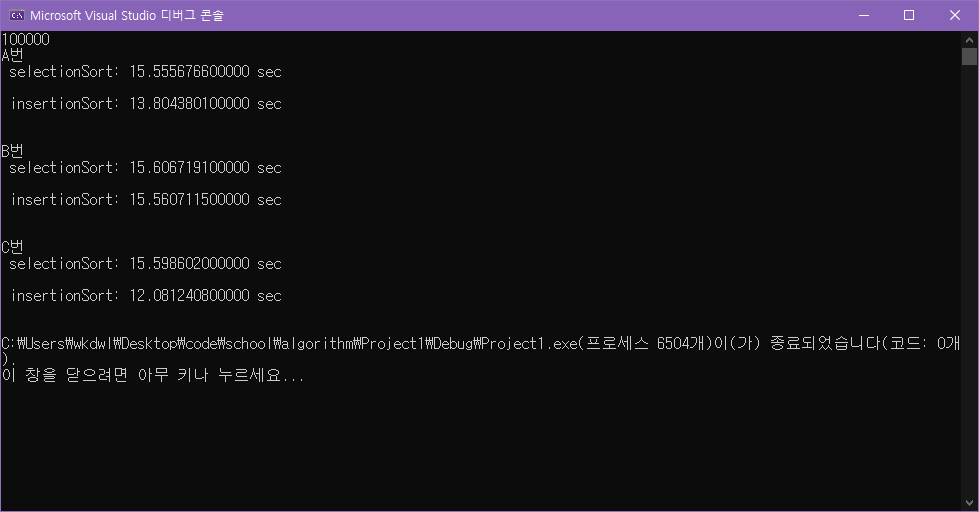 Microsoft Visual Studio 디버그 콘솔
100000
A번
selectionSort: 15.555676600000 sec
insertionSort: 13.804380100000 sec
B번
selectionSort: 15.606719100000 sec
insertionSort: 15.560711500000 sec
C번
selectionSort: 15.598602000000 sec
insertionSort: 12.081240800000 sec
C:₩Users₩wkdwl₩Desktop₩code₩school₩algorithm₩Project1₩Debug₩Project1.exe(프로세스 6504개)이(가) 종료되었습니다(코드: 0개
).
이 창을 닫으려면 아무 키나 누르세요...